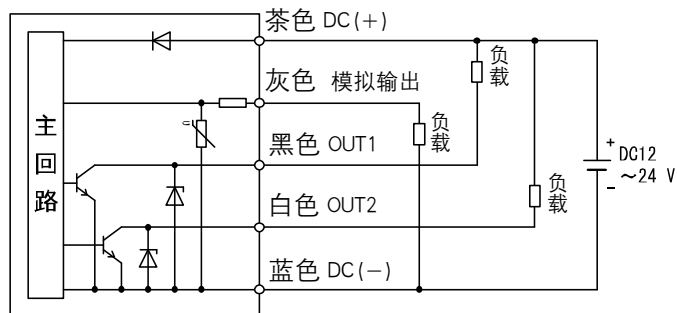 茶色 DC(+)
灰色 模拟输出
黑色 OUT1
白色 OUT2
蓝色 DC(−)
主回路
负载
负载
负载
+
DC12
～24 V
−